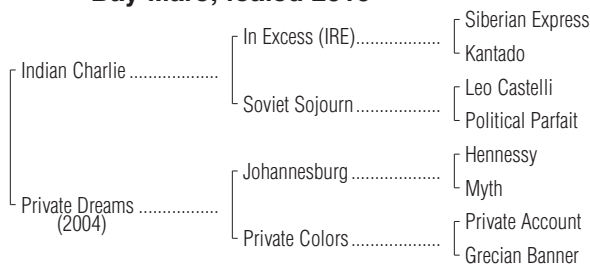 Bay Mare; foaled 2010
Siberian Express
In Excess (IRE)...................
Kantado
Indian Charlie ...................
Leo Castelli
Soviet Sojourn...................
Political Parfait
Hennessy
Johannesburg ...................
Myth
Private Dreams .................
(2004)
Private Account
Private Colors....................
Grecian Banner